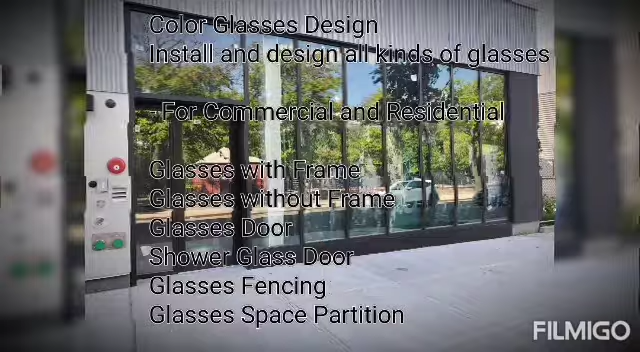 Color Glasses Design
Install and design all kinds of glasses
- For Commercial and Residential
Glasses with Frame
Glasses without Frame
Glasses Door
Shower Glass Door
Glasses Fencing
Glasses Space Partition
FILMIGO